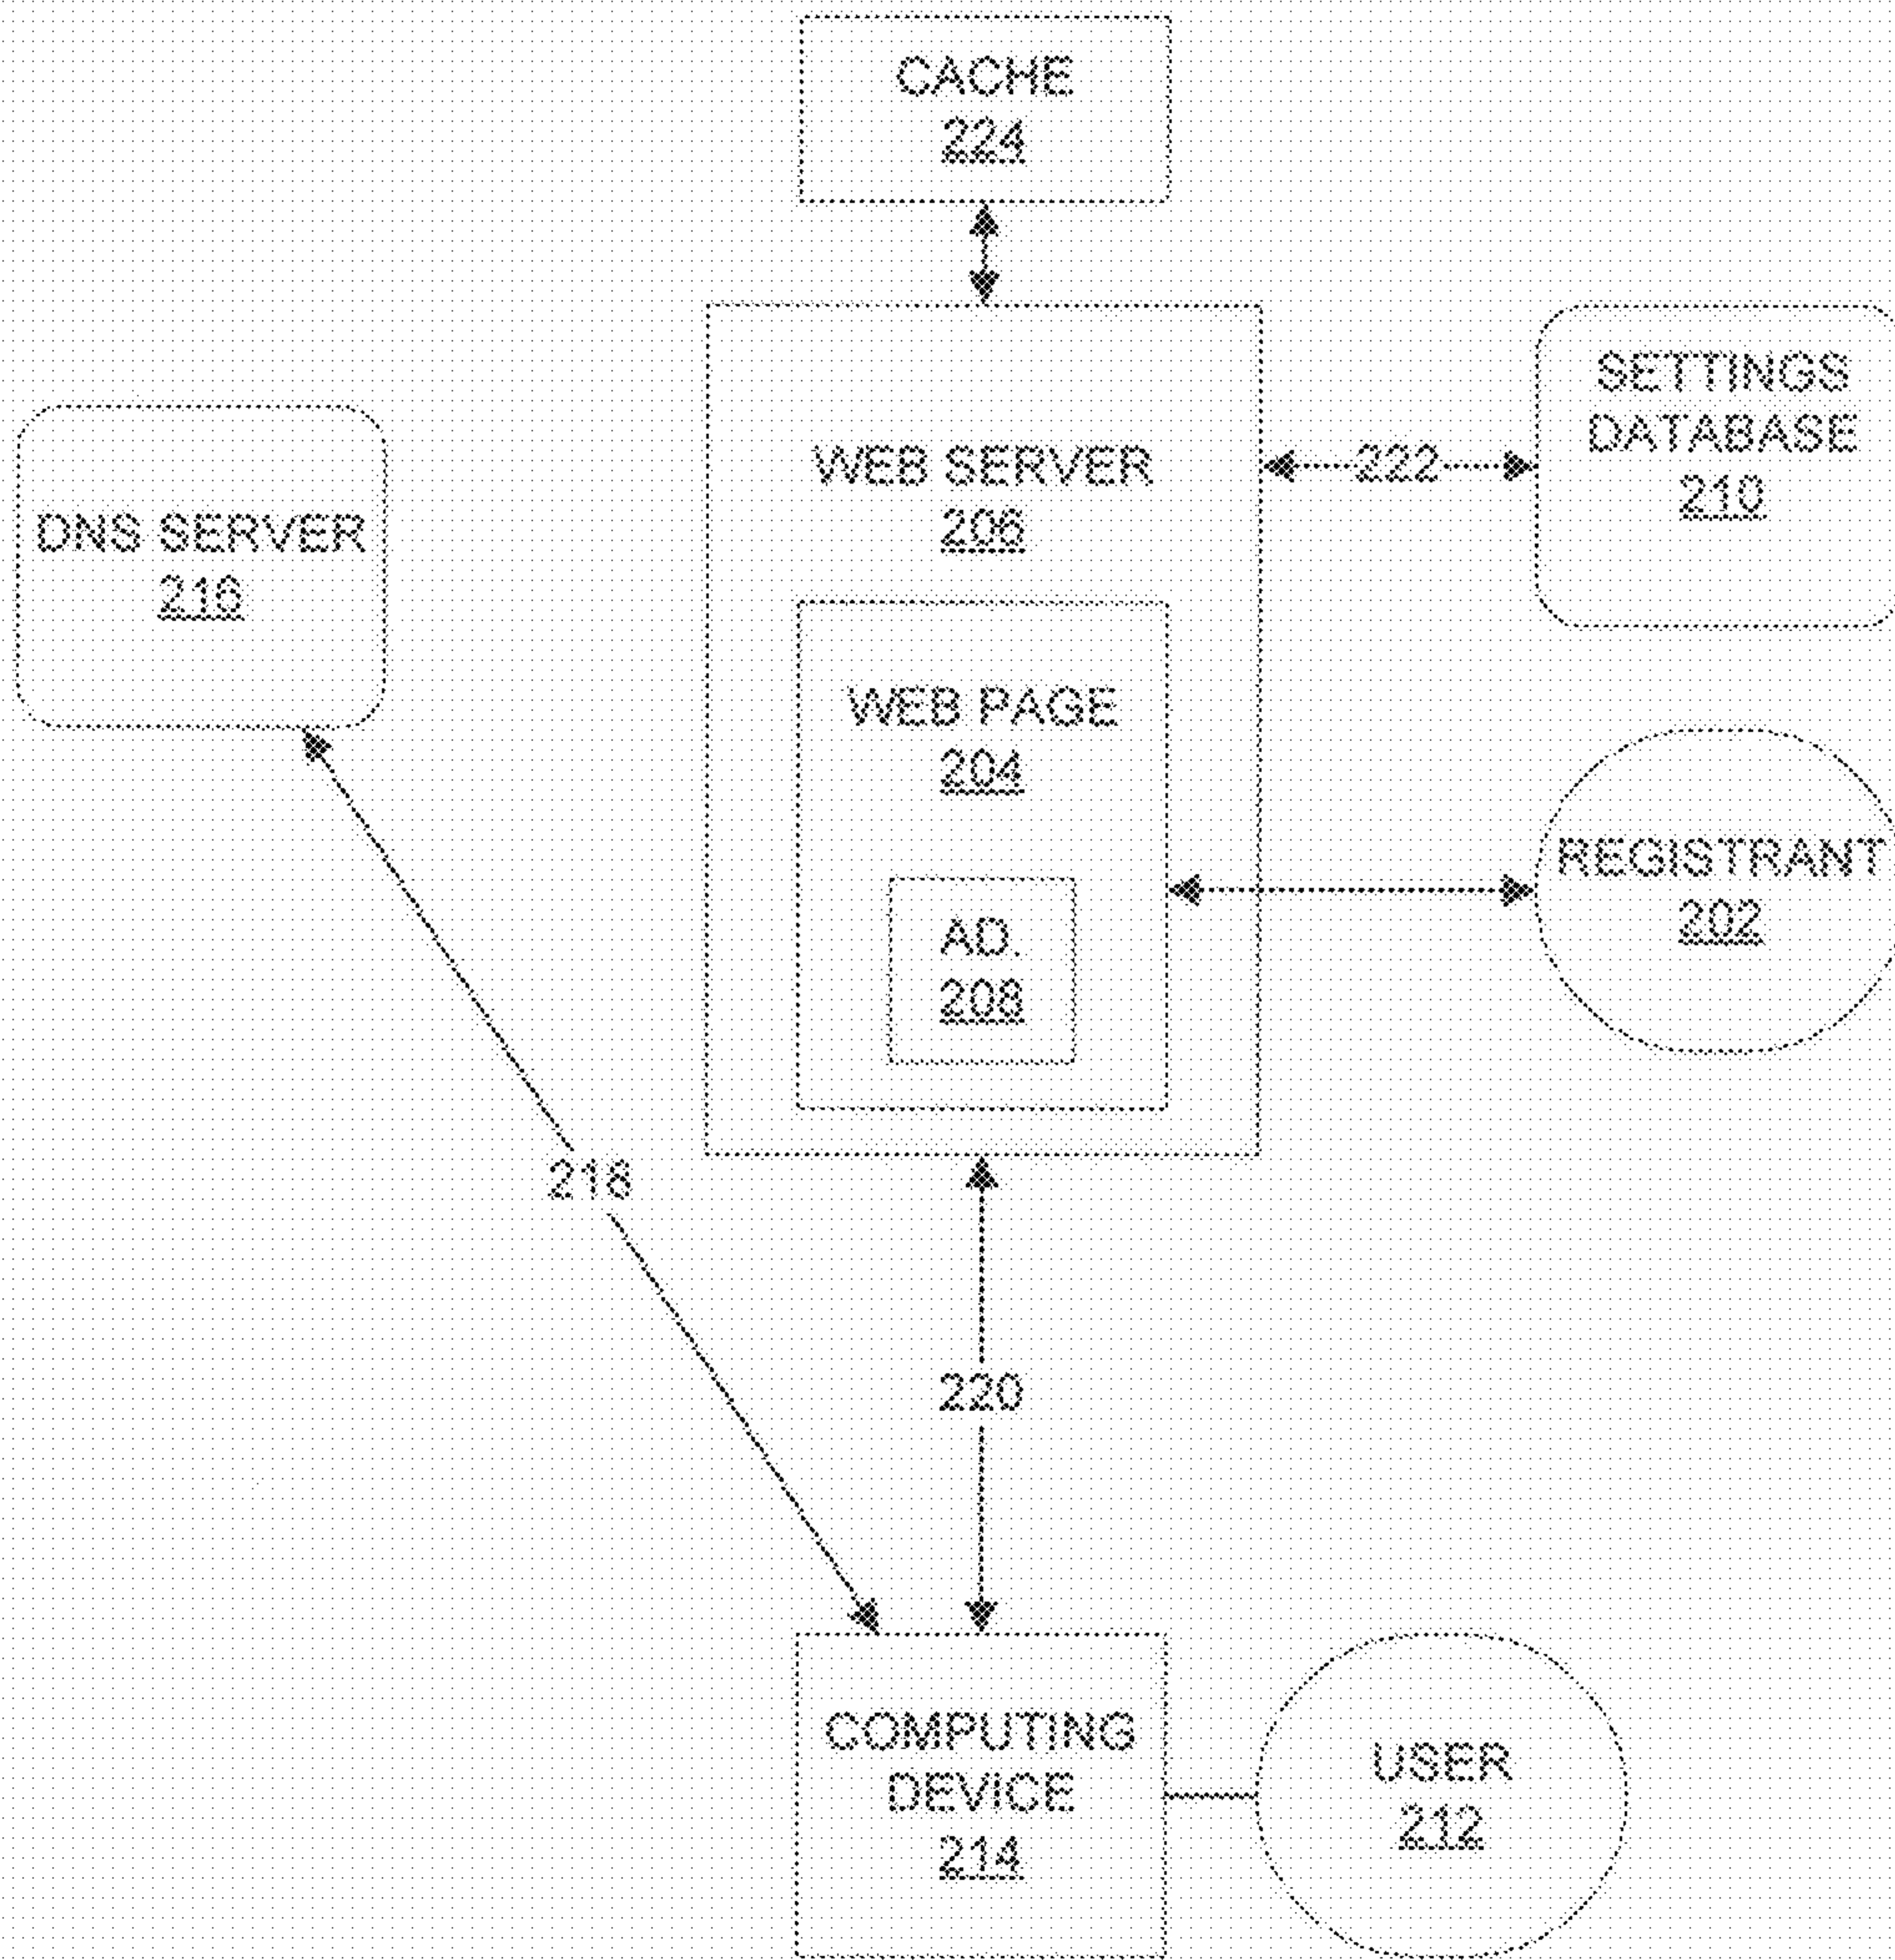 CACHE
224
SETTINGS
DATABASE
210
WEB SERVER
206
222
DNS SERVER
216
WEB PAGE
204
REGISTRANT
202
AD.
208
218
220
COMPUTING
DEVICE
214
USER
212